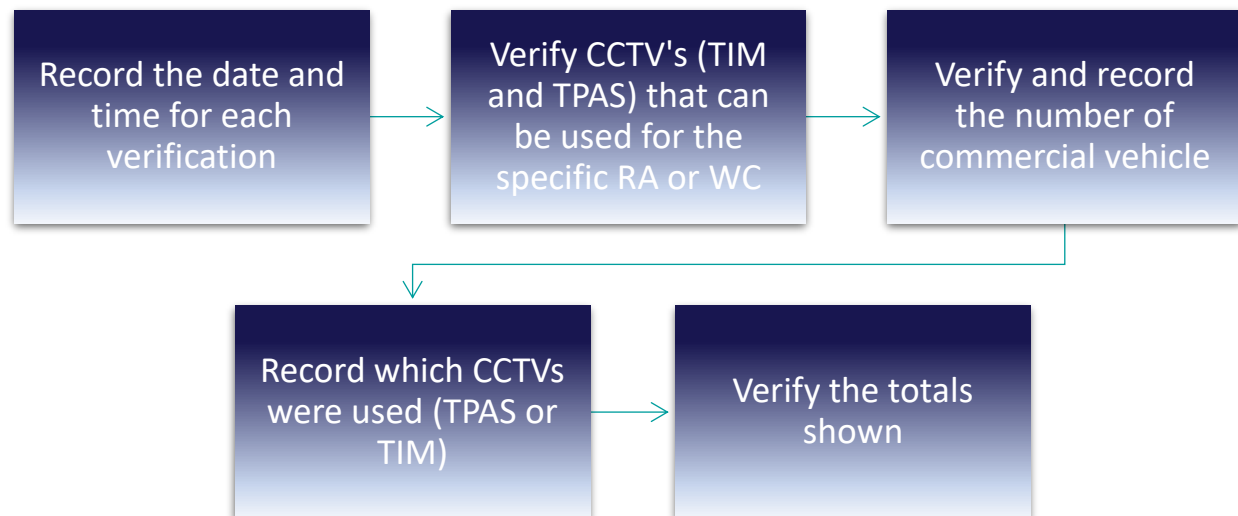 Record the date and
time for each
verification
Verify CCTV's (TIM
and TPAS) that can
be used for the
specific RA or WC
Verify and record
the number of
commercial vehicle
Record which CCTVs
were used (TPAS or
TIM)
Verify the totals
shown